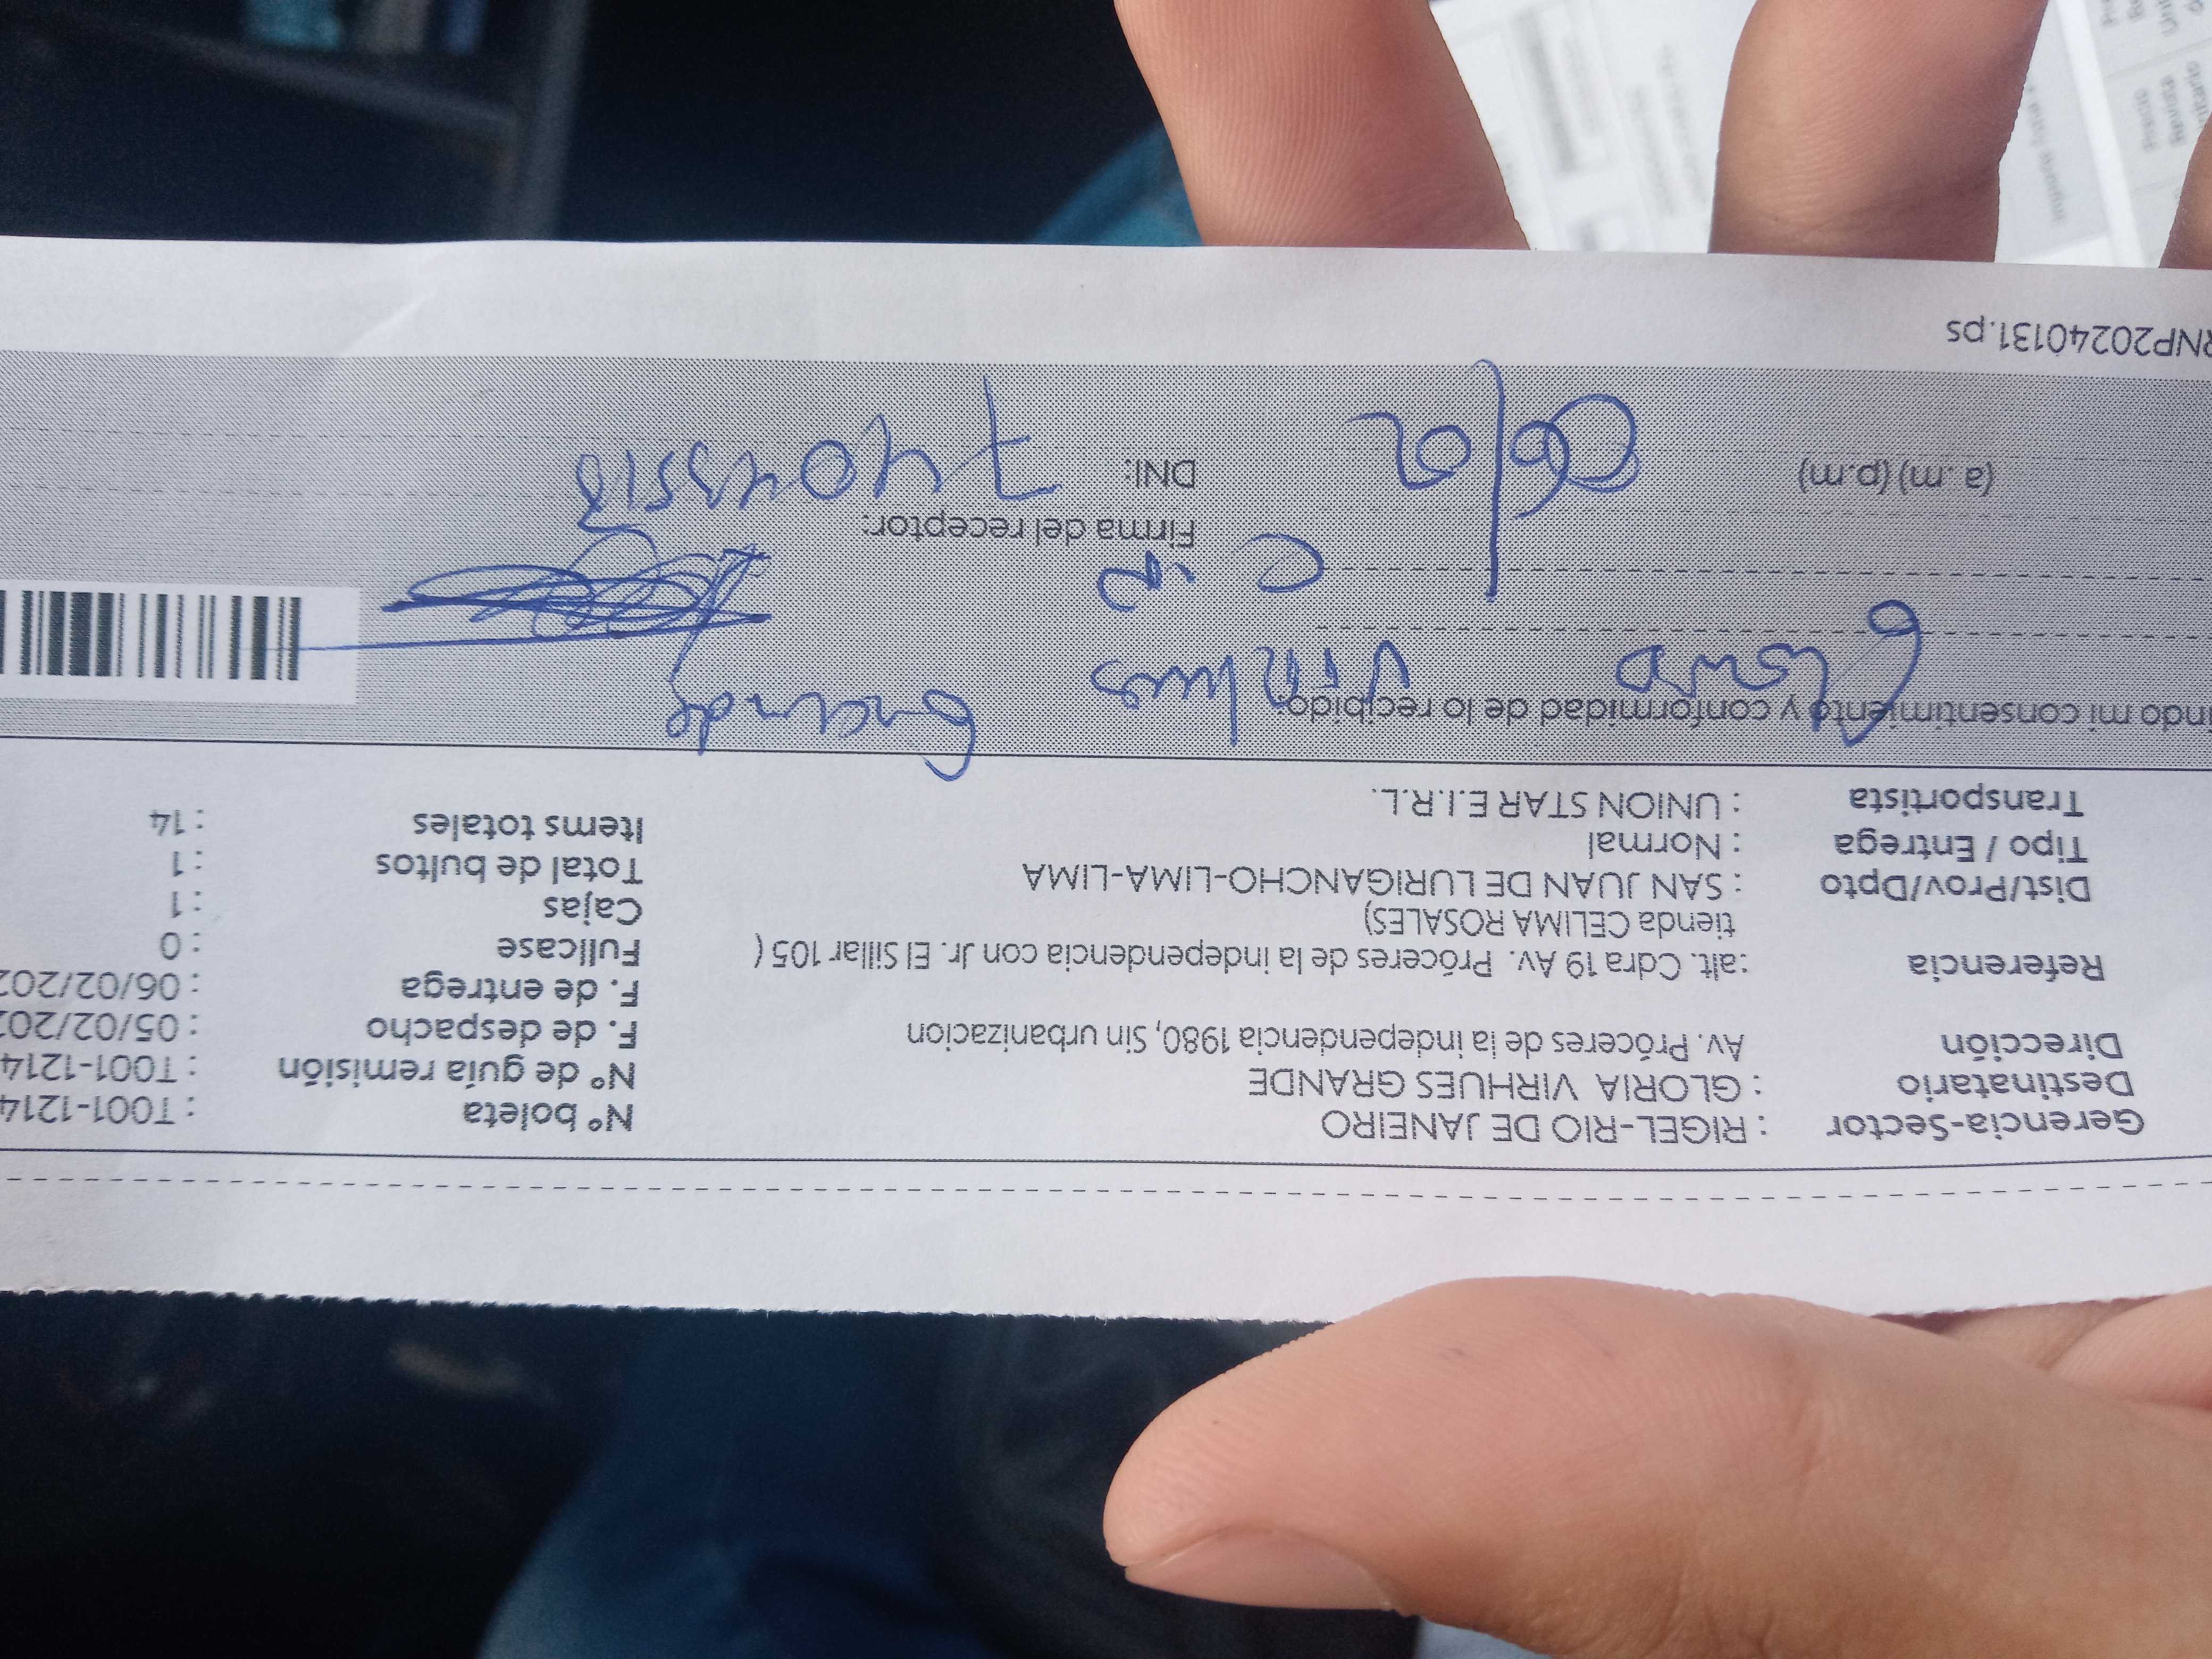 Gerencia-Sector : RIGEL-RIO DE JANEIRO
Destinatario : GLORIA VIRHUES GRANDE
Dirección Av. Próceres de la independencia 1980, Sin urbanizacion
Referencia :alt. Cdra 19 Av. Próceres de la independencia con Jr. El Sillar 105 (
tienda CELIMA ROSALES)
Dist/Prov/Dpto : SAN JUAN DE LURIGANCHO-LIMA-LIMA
Tipo / Entrega : Normal
Transportista : UNION STAR E.I.R.L.
N° boleta : T001-1214
N° de guía remisión : T001-1214
F. de despacho : 05/02/202
F. de entrega : 06/02/202
Fullcase : 0
Cajas : 1
Total de bultos : 1
Items totales : 14
ndo mi consentimiento y conformidad de lo recibido:
Firma del receptor:
(a.m) (p.m)
DNI:
RNP20240131.ps